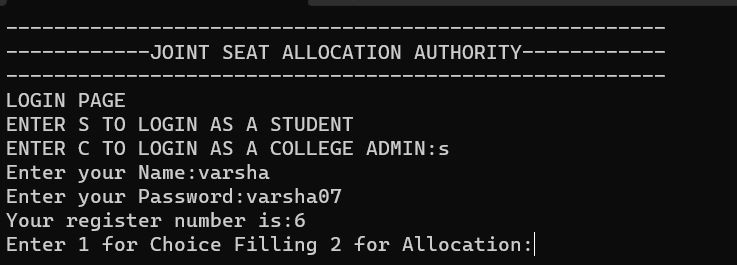 -------------------------------------------------------
------------JOINT SEAT ALLOCATION AUTHORITY------------
-------------------------------------------------------
LOGIN PAGE
ENTER S TO LOGIN AS A STUDENT
ENTER C TO LOGIN AS A COLLEGE ADMIN:s
Enter your Name:varsha
Enter your Password:varsha07
Your register number is:6
Enter 1 for Choice Filling 2 for Allocation: